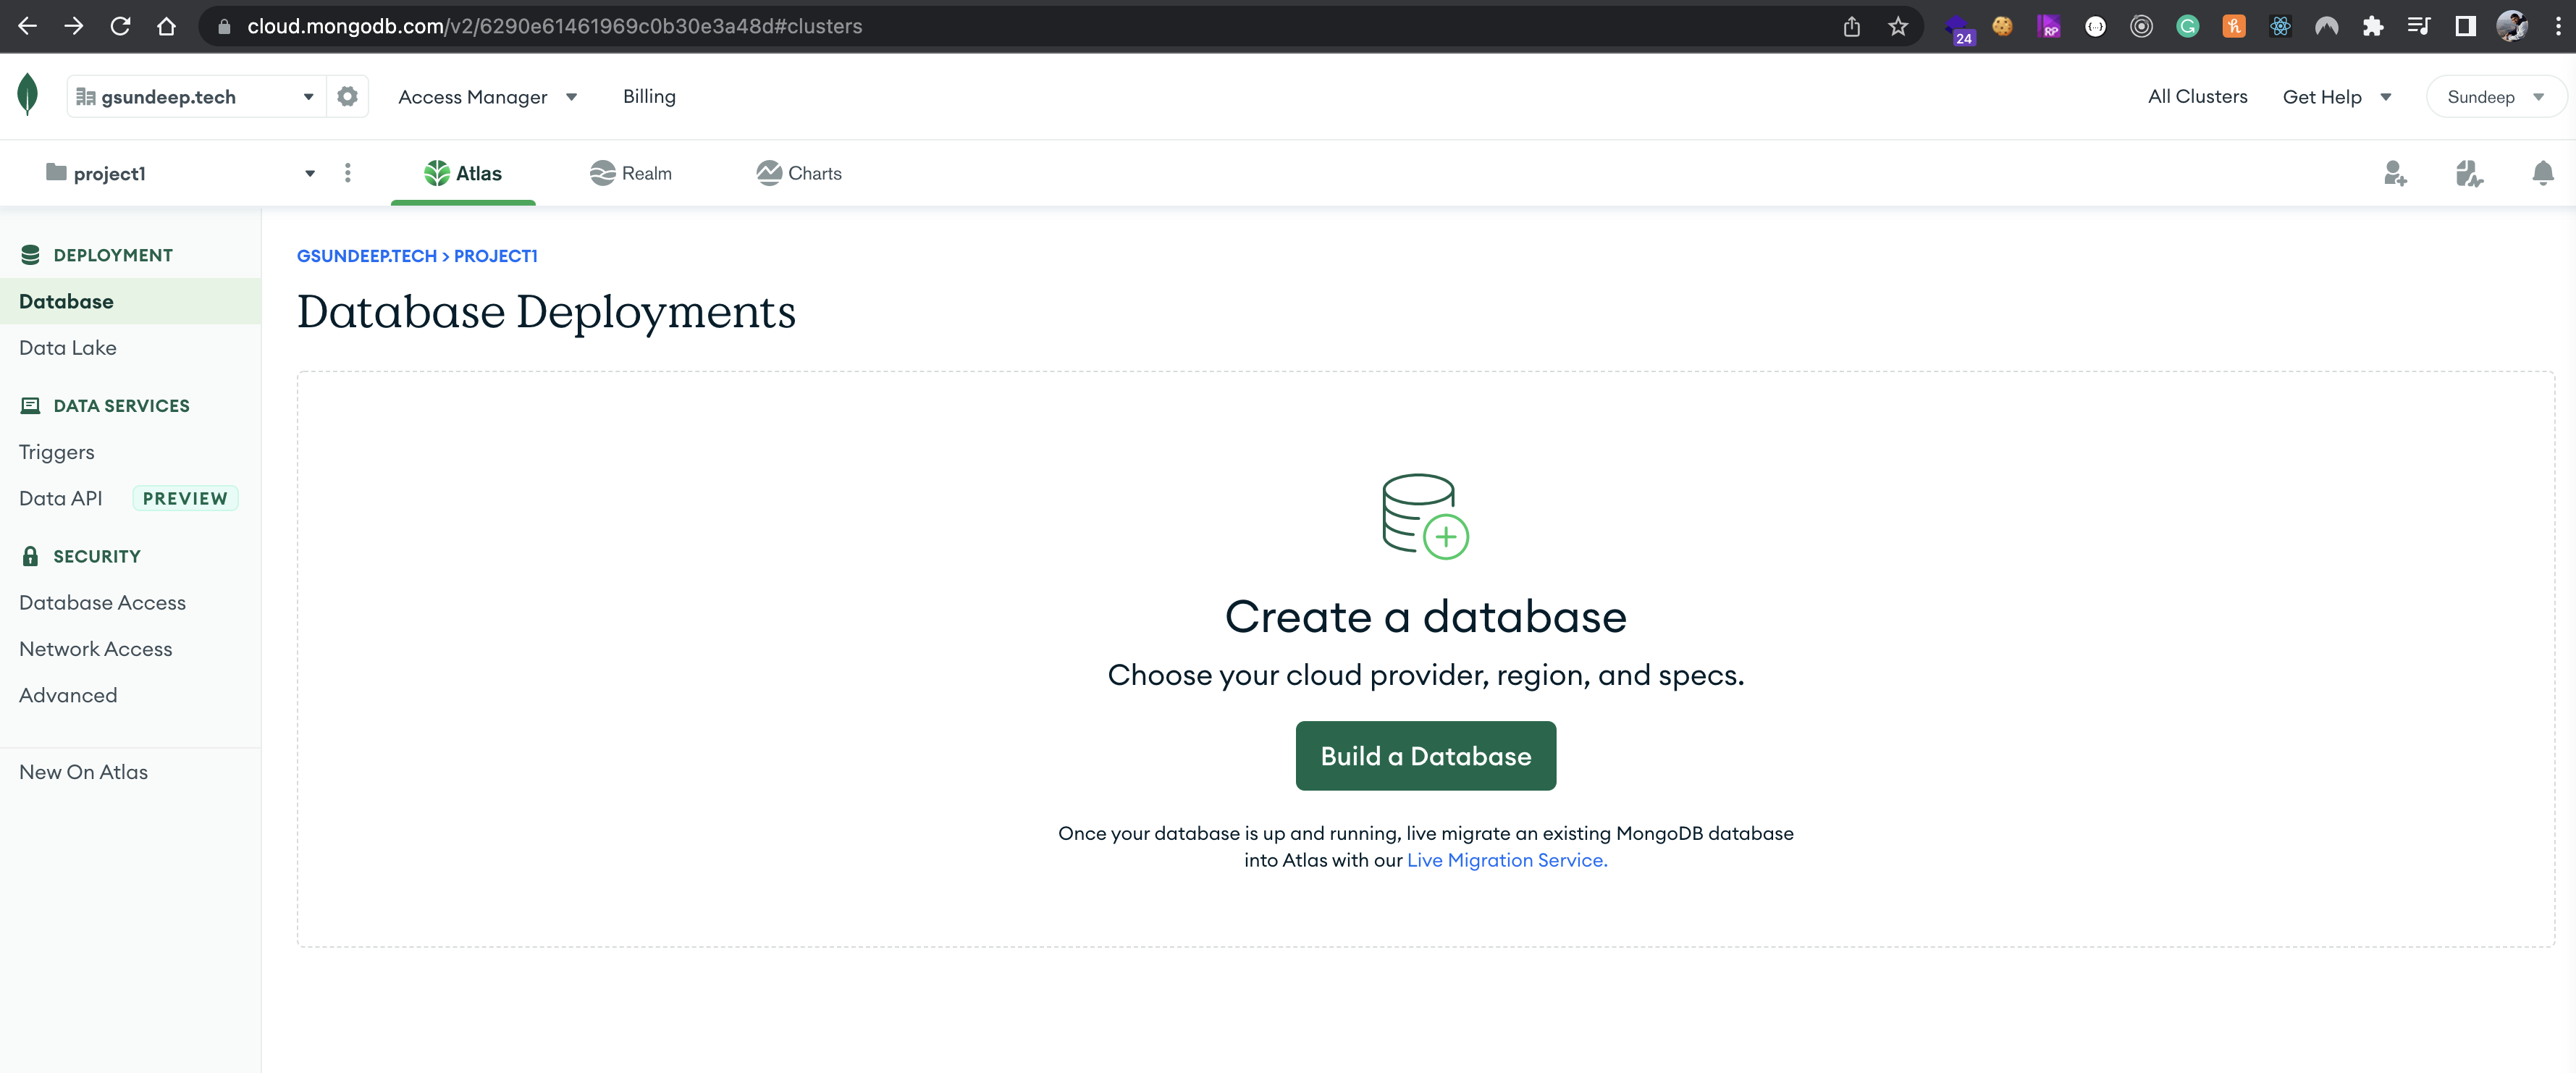 cloud.mongodb.com/v2/6290e61461969c0b30e3a48d#clusters
24
RP
gsundeep.tech
Access Manager
Billing
All Clusters
Get Help
Sundeep
project1
Atlas
Realm
Charts
DEPLOYMENT
Database
Data Lake
DATA SERVICES
Triggers
Data API PREVIEW
SECURITY
Database Access
Network Access
Advanced
New On Atlas
GSUNDEEP.TECH > PROJECT1
Database Deployments
Create a database
Choose your cloud provider, region, and specs.
Build a Database
Once your database is up and running, live migrate an existing MongoDB database
into Atlas with our Live Migration Service.